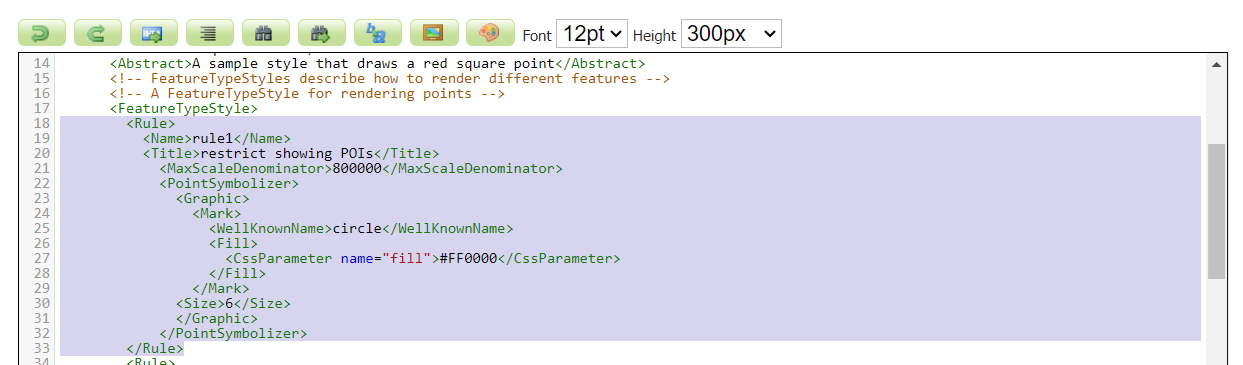 Font 12pt Height 300px
14 <Abstract>A sample style that draws a red square point</Abstract>
15 <!-- FeatureTypeStyles describe how to render different features -->
16 <!-- A FeatureTypeStyle for rendering points -->
17 <FeatureTypeStyle>
18 <Rule>
19 <Name>rule1</Name>
20 <Title>restrict showing POIs</Title>
21 <MaxScaleDenominator>800000</MaxScaleDenominator>
22 <PointSymbolizer>
23 <Graphic>
24 <Mark>
25 <WellKnownName>circle</WellKnownName>
26 <Fill>
27 <CssParameter name="fill">#FF0000</CssParameter>
28 </Fill>
29 </Mark>
30 <Size>6</Size>
31 </Graphic>
32 </PointSymbolizer>
33 </Rule>
34 <Rule>